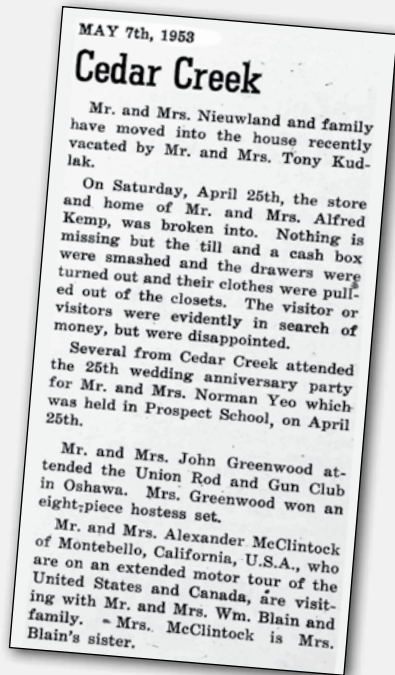 MAY 7th, 1953
Cedar Creek
Mr. and Mrs. Nieuwland and family
have moved into the house recently
vacated by Mr. and Mrs. Tony Kud-
lak.
On Saturday, April 25th, the store
and home of Mr. and Mrs. Alfred
Kemp, was broken into. Nothing is
missing but the till and a cash box
were smashed and the drawers were
turned out and their clothes were pull-
ed out of the closets. The visitor or
visitors were evidently in search of
money, but were disappointed.
Several from Cedar Creek attended
the 25th wedding anniversary party
for Mr. and Mrs. Norman Yeo which
was held in Prospect School, on April
25th.
Mr. and Mrs. John Greenwood at-
tended the Union Rod and Gun Club
in Oshawa. Mrs. Greenwood won an
eight-piece hostess set.
Mr. and Mrs. Alexander McClintock
of Montebello, California, U.S.A., who
are on an extended motor tour of the
United States and Canada, are visit-
ing with Mr. and Mrs. Wm. Blain and
family. - Mrs. McClintock is Mrs.
Blain's sister.